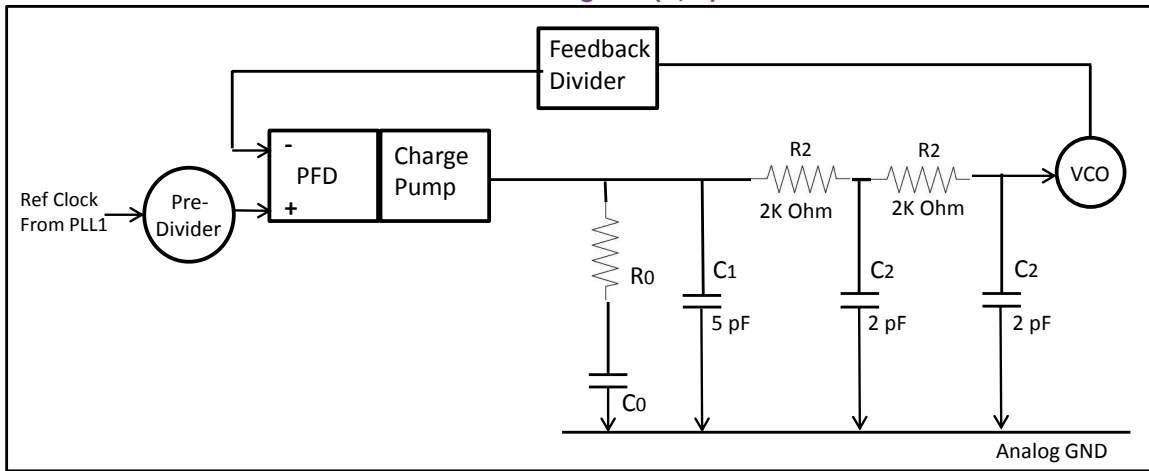 Feedback
Divider
-
PFD
+
Charge
Pump
Ref Clock
From PLL1
Pre-
Divider
R2
2K Ohm
R2
2K Ohm
VCO
R0
C1
5 pF
C2
2 pF
C2
2 pF
C0
Analog GND